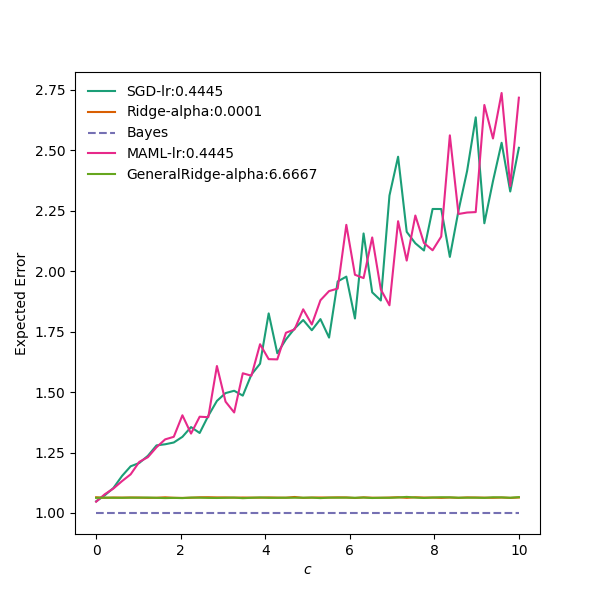 SGD-lr:0.4445
Ridge-alpha:0.0001
Bayes
MAML-lr:0.4445
GeneralRidge-alpha:6.6667
Expected Error
2.75
2.50
2.25
2.00
1.75
1.50
1.25
1.00
0 2 4 6 8 10
c